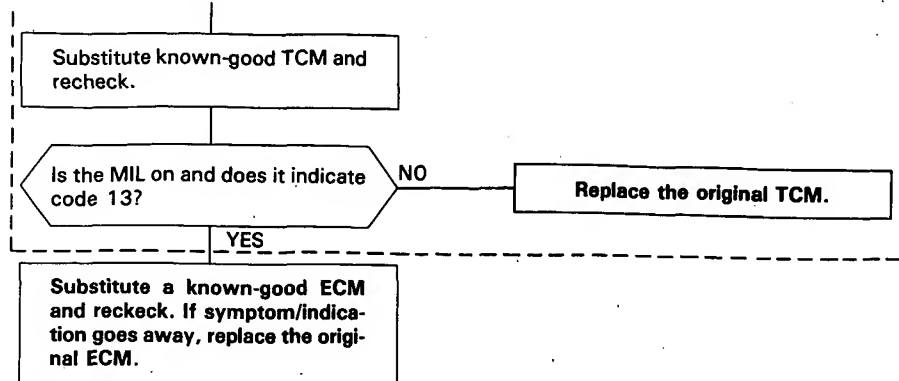 Substitute known-good TCM and
recheck.
Is the MIL on and does it indicate
code 13?
NO
Replace the original TCM.
YES
Substitute a known-good ECM
and reckeck. If symptom/indica-
tion goes away, replace the origi-
nal ECM.